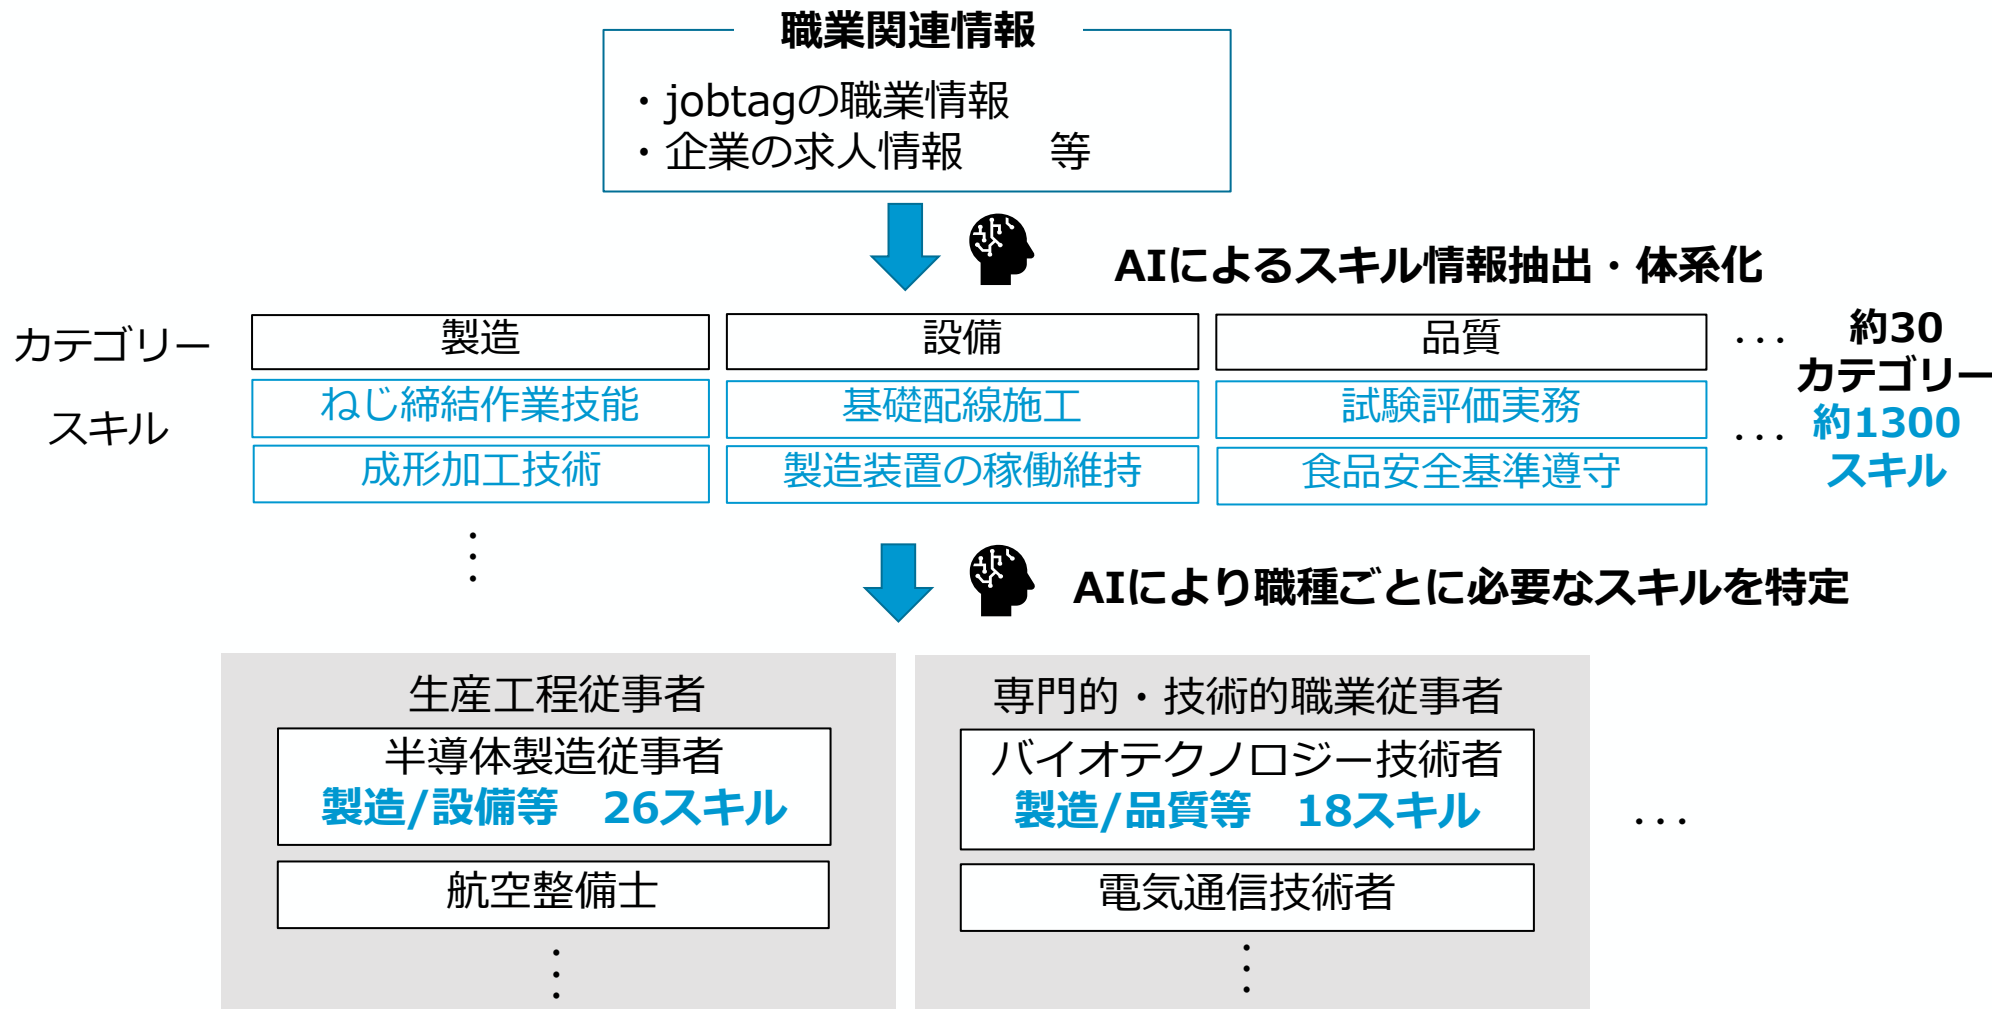 職業関連情報
・jobtagの職業情報
・企業の求人情報　　等
AIによるスキル情報抽出・体系化
カテゴリー
製造
設備
品質
...
約30
カテゴリー
スキル
ねじ締結作業技能
基礎配線施工
試験評価実務
...
約1300
スキル
成形加工技術
製造装置の稼働維持
食品安全基準遵守
⋮
AIにより職種ごとに必要なスキルを特定
生産工程従事者
半導体製造従事者
製造/設備等　26スキル
航空整備士
⋮
専門的・技術的職業従事者
バイオテクノロジー技術者
製造/品質等　18スキル
電気通信技術者
⋮
...